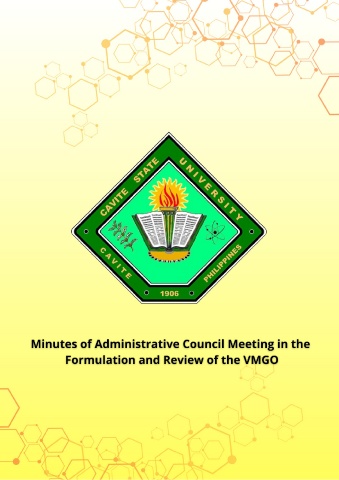 CAVITE STATE UNIVERSITY
CAVITE
1906
PHILIPPINES
Minutes of Administrative Council Meeting in the
Formulation and Review of the VMGO